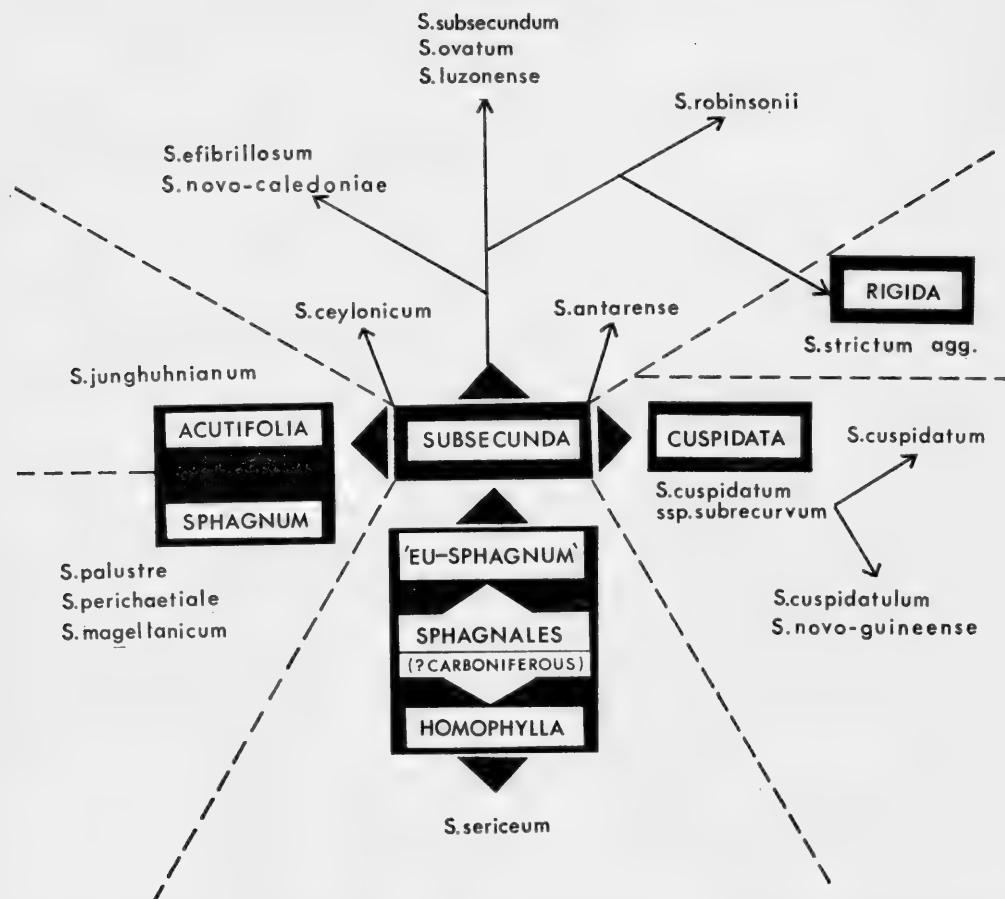 S.subsecundum
S.ovatum
S.luzonense
S.robinsonii
S.efibrillosum
S.novo-caledoniae
RIGIDA
S.ceylonicum
S.antarense
S.strictum agg.
S.junghuhnianum
ACUTIFOLIA
SUBSECUNDA
CUSPIDATA
S.cuspidatum
SPHAGNUM
S.cuspidatum
ssp.subrecurvum
'EU-SPHAGNUM'
S.palustre
S.perichaetiale
S.magellanicum
SPHAGNALES
(?CARBONIFEROUS)
S.cuspidatulum
S.novo-guineense
HOMOPHYLLA
S.sericeum